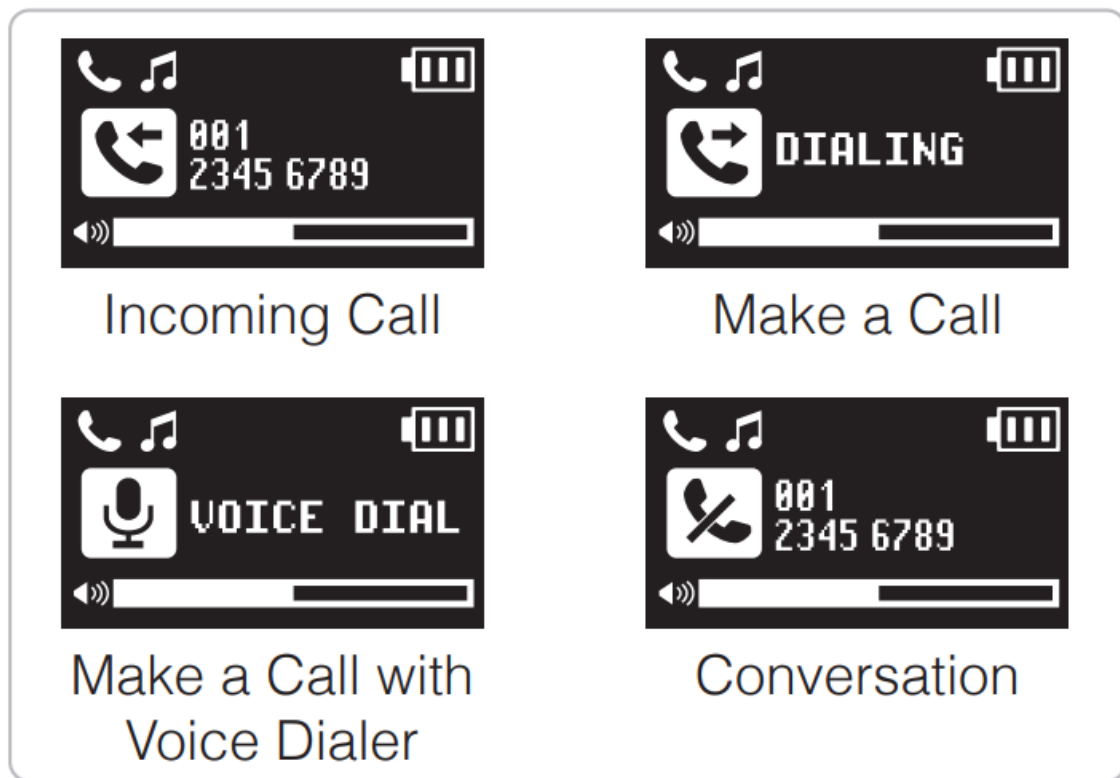 001
2345 6789
Incoming Call
DIALING
Make a Call
VOICE DIAL
Make a Call with
Voice Dialer
001
2345 6789
Conversation